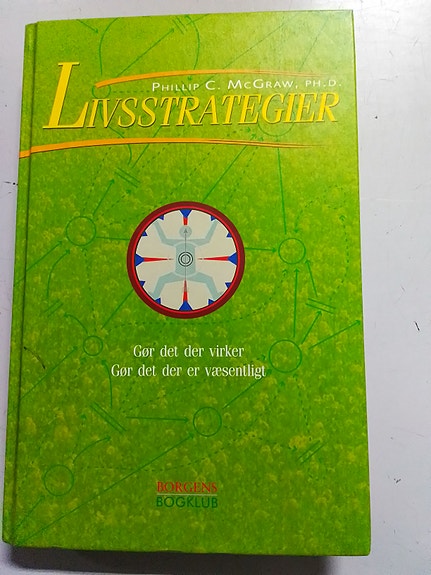 PHILLIP C. MCGRAW, PH.D.
LIVSSTRATEGIER
Gør det der virker
Gør det der er væsentligt
BORGENS
BOGKLUB